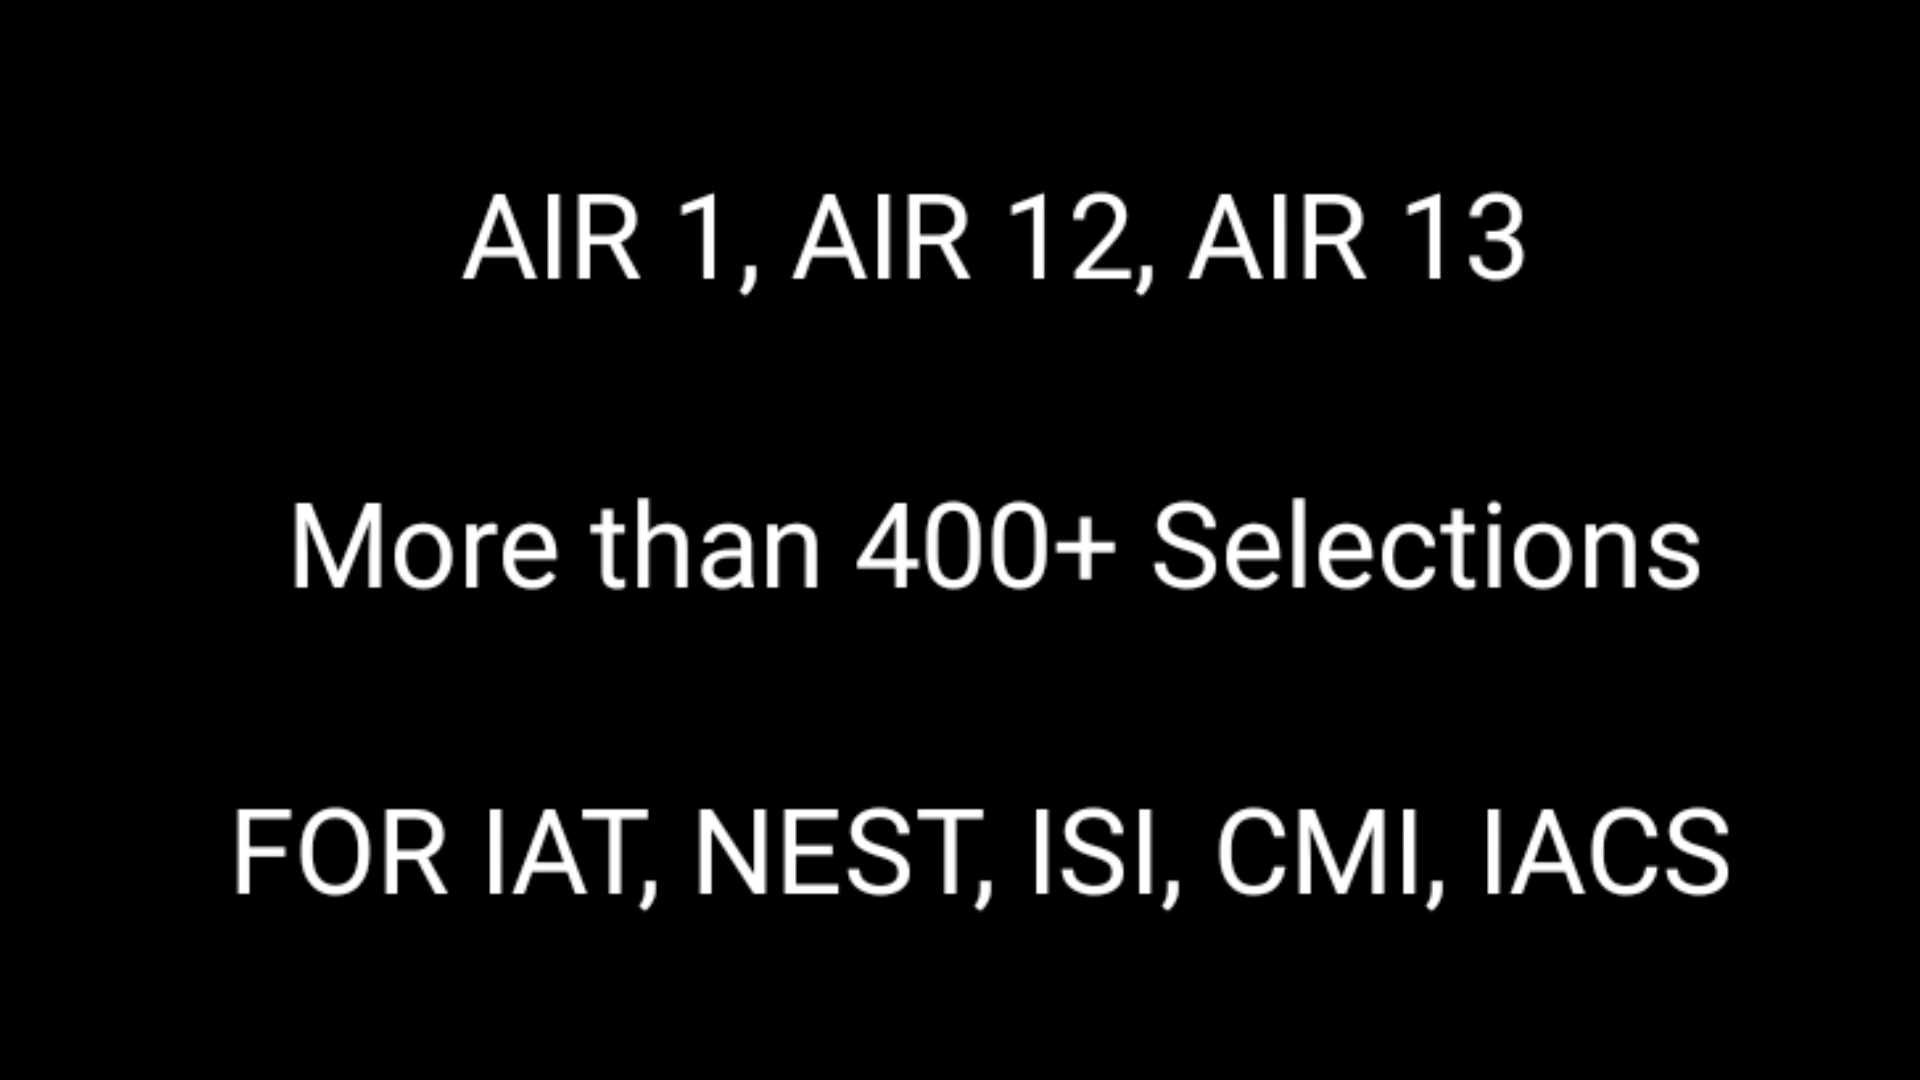 AIR 1, AIR 12, AIR 13
More than 400+ Selections
FOR IAT, NEST, ISI, CMI, IACS